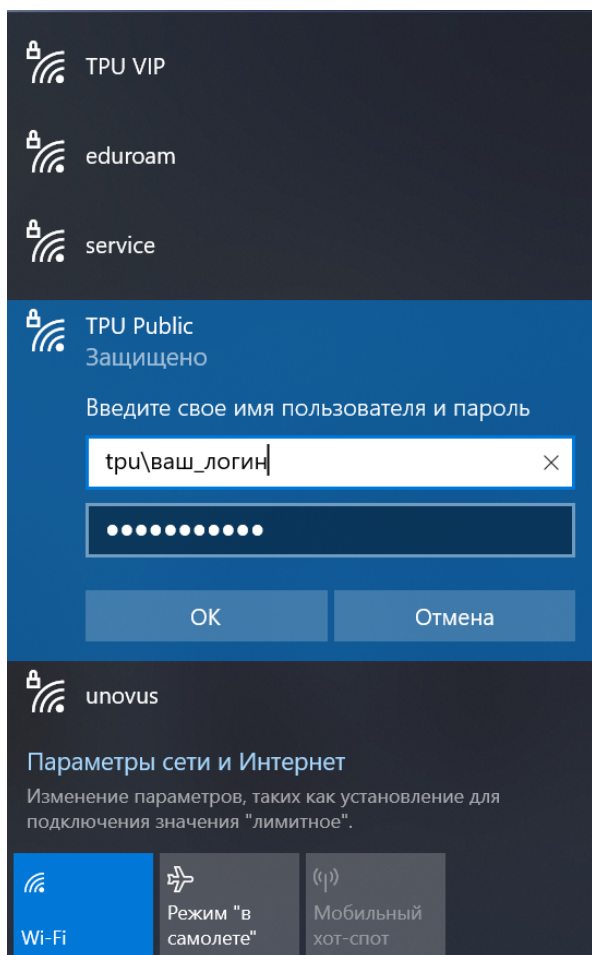 TPU VIP
eduroam
service
TPU Public
Защищено
Введите свое имя пользователя и пароль
tpu\ваш_логин
ОК Отмена
unovus
Параметры сети и Интернет
Изменение параметров, таких как установление для
подключения значения "лимитное".
Wi-Fi
Режим "в
самолете"
Мобильный
хот-спот